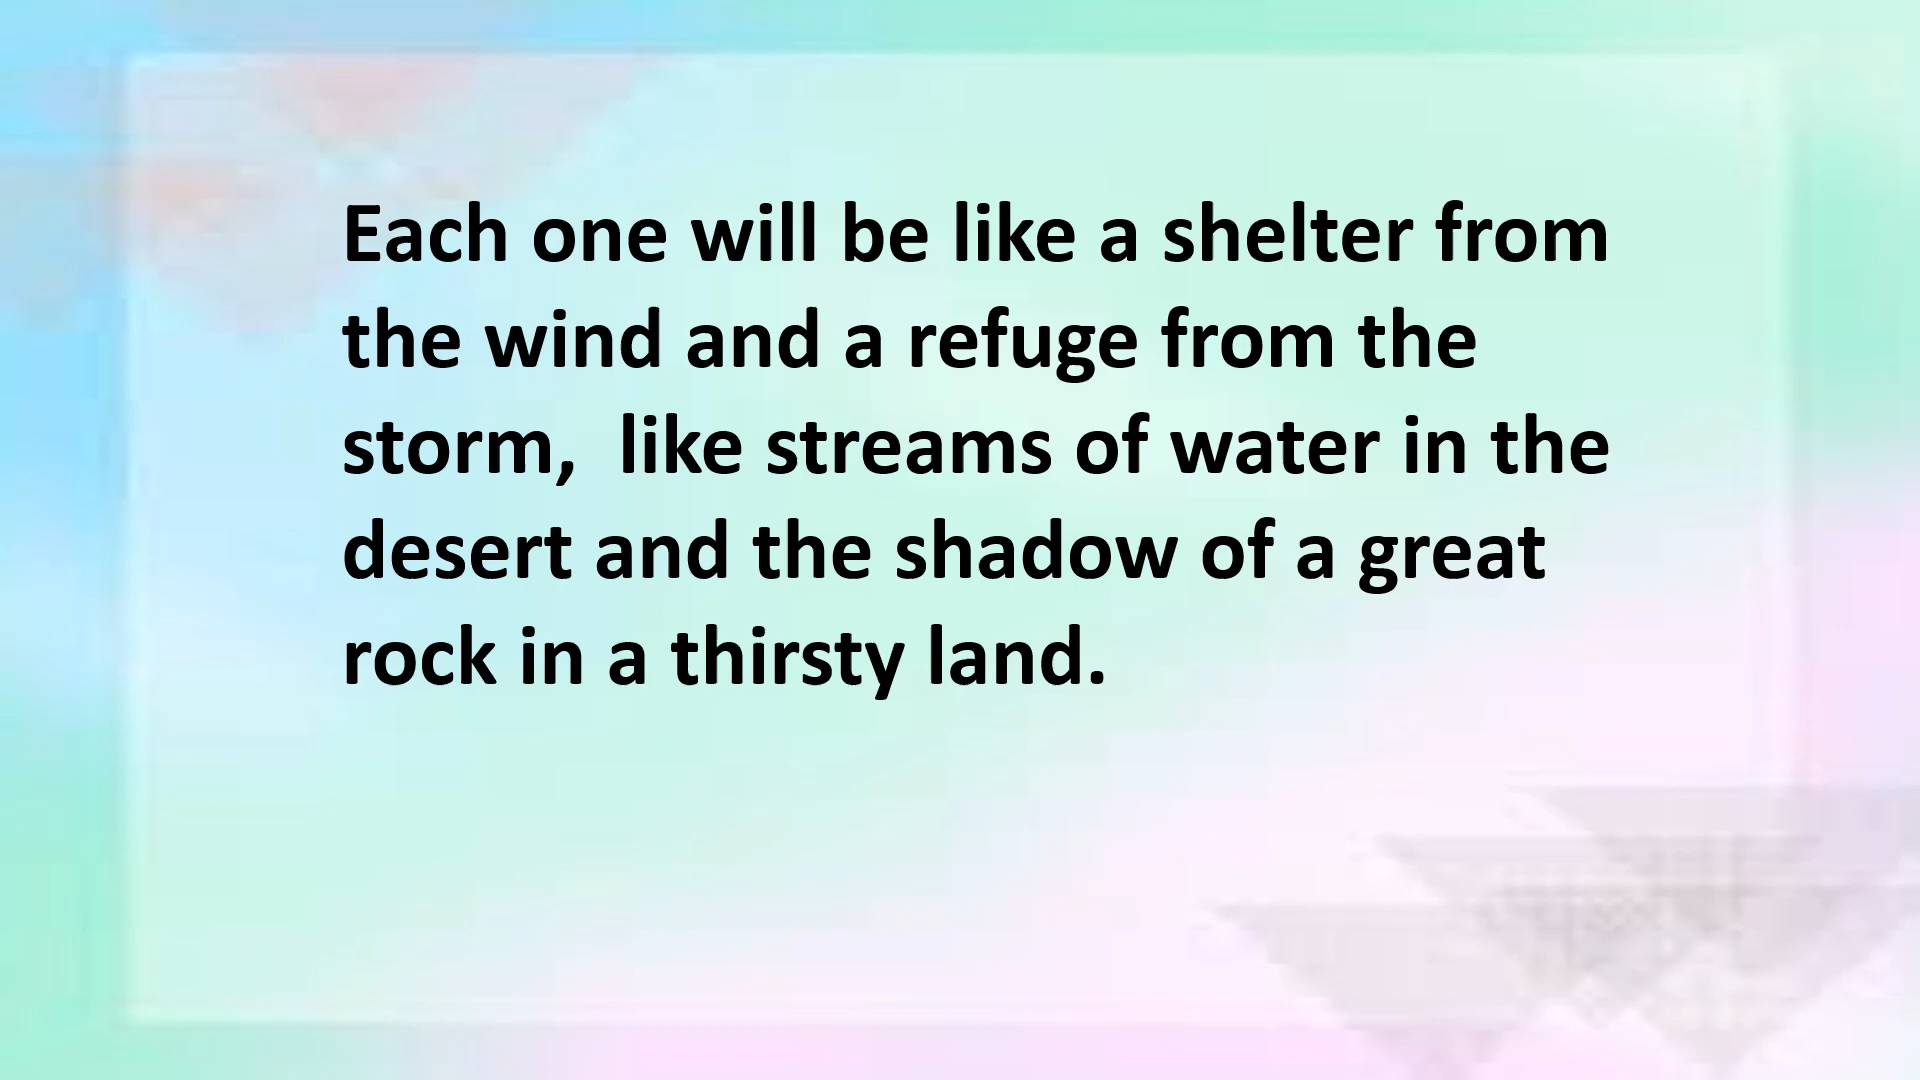 Each one will be like a shelter from
the wind and a refuge from the
storm,  like streams of water in the
desert and the shadow of a great
rock in a thirsty land.